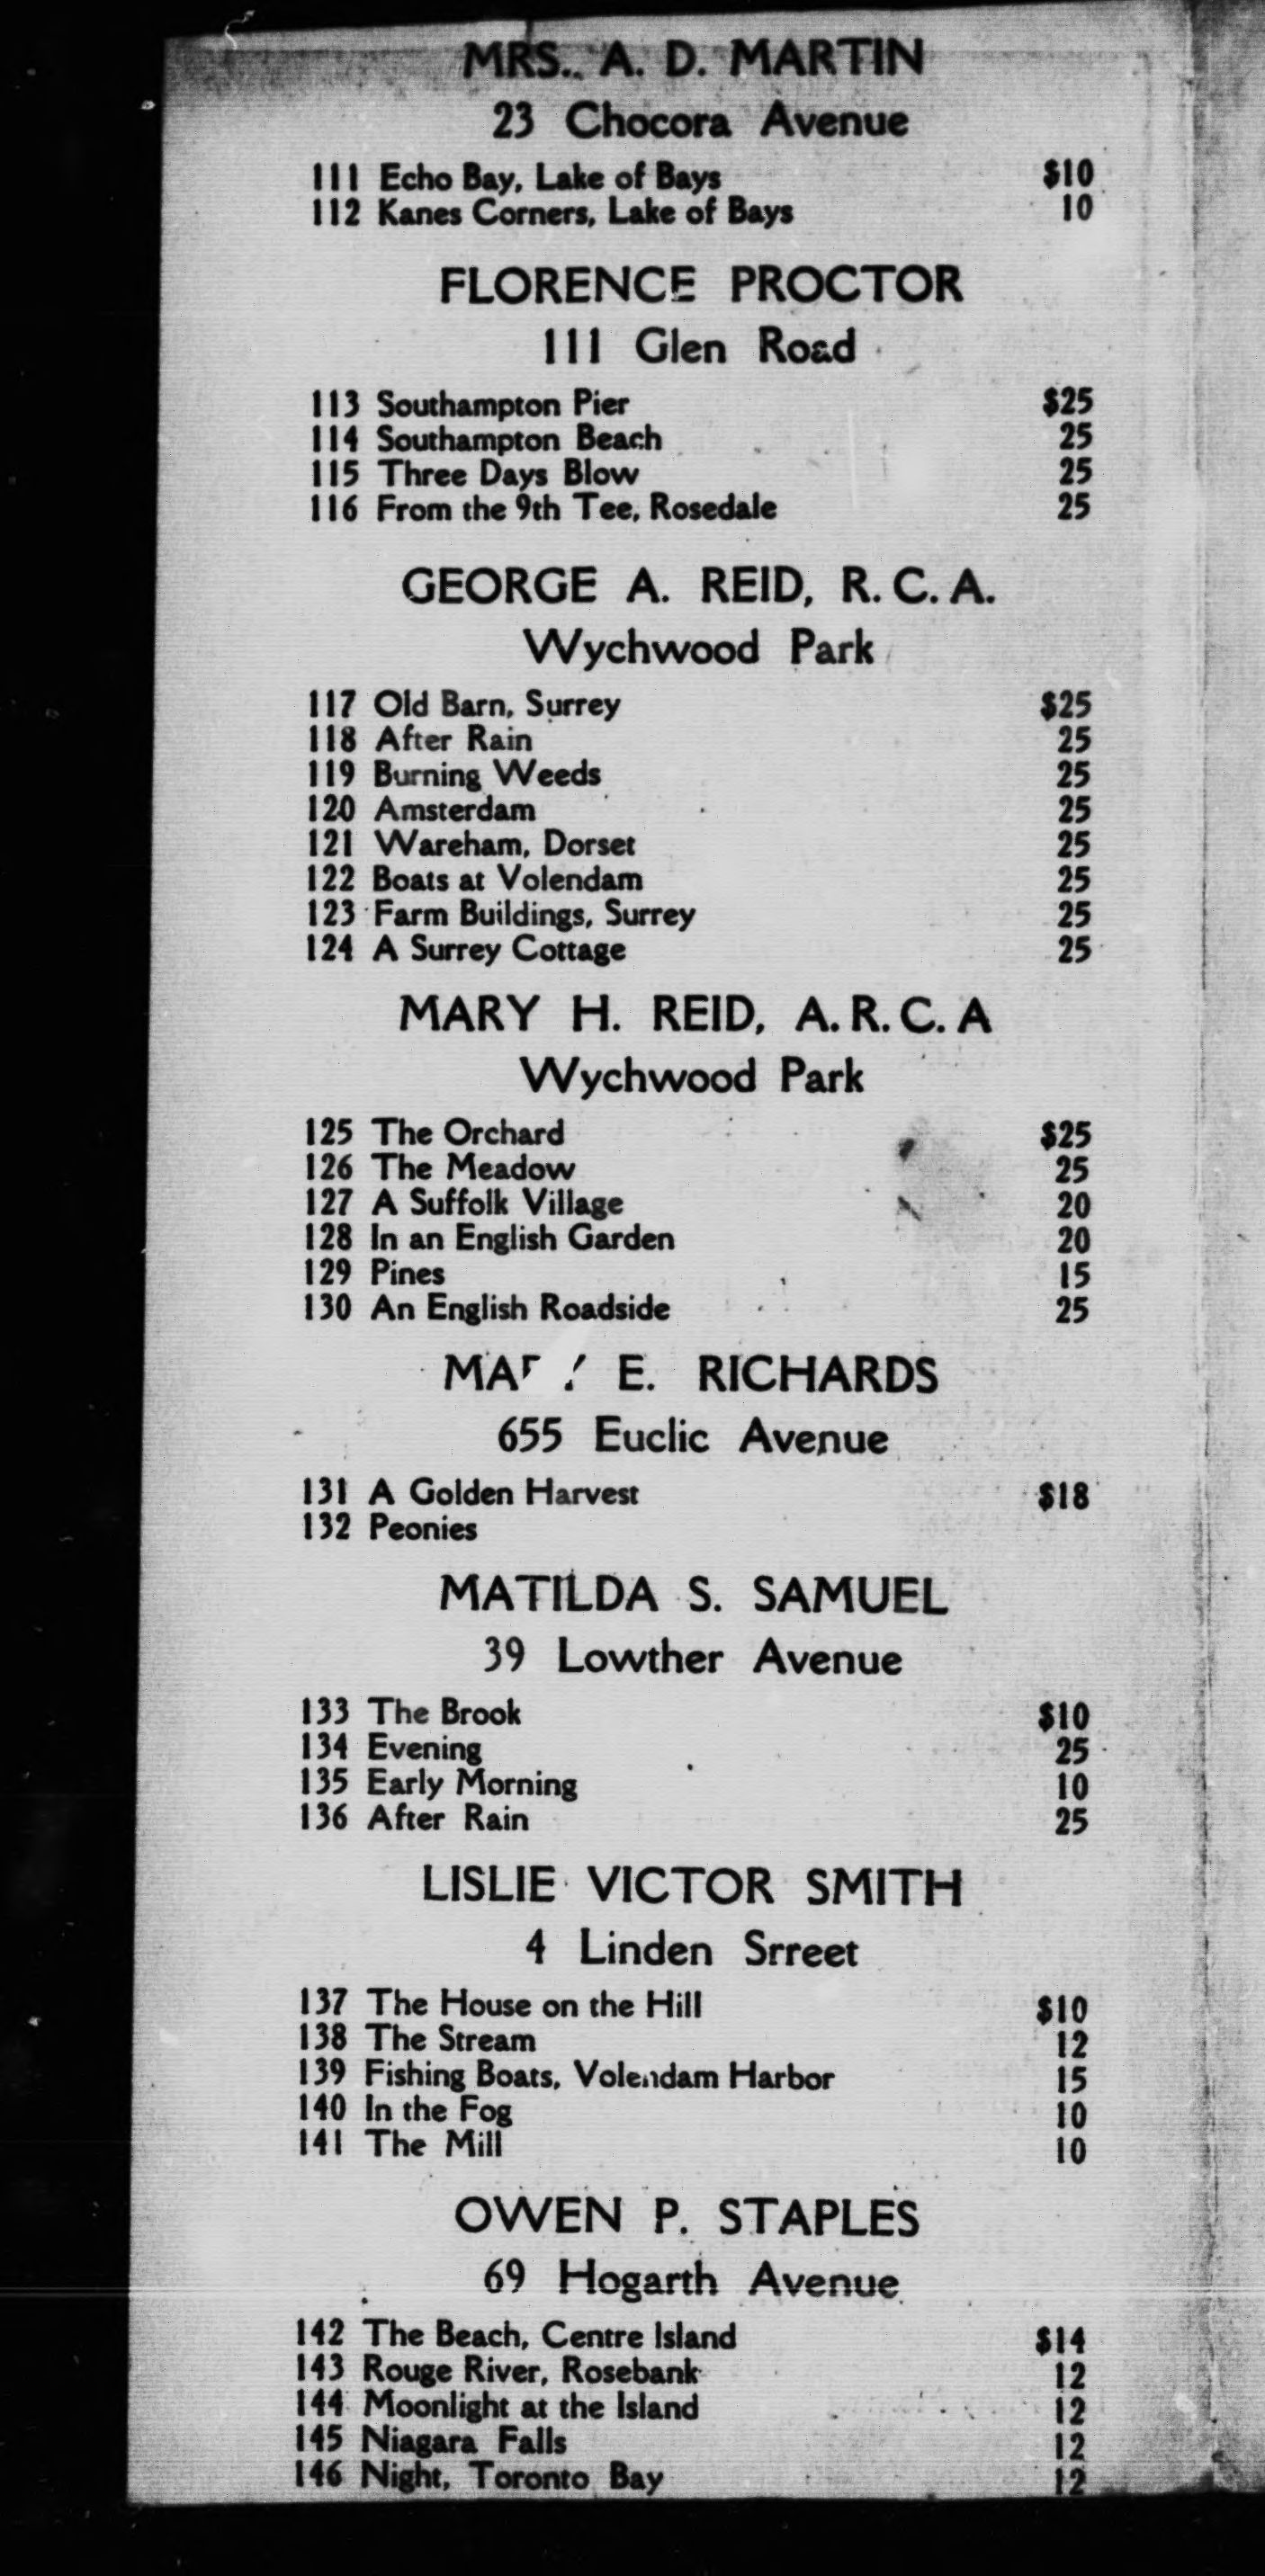 MRS. A. D. MARTIN
23 Chocora Avenue
111 Echo Bay, Lake of Bays $10
112 Kanes Corners, Lake of Bays 10
FLORENCE PROCTOR
111 Glen Road
113 Southampton Pier $25
114 Southampton Beach 25
115 Three Days Blow 25
116 From the 9th Tee, Rosedale 25
GEORGE A. REID, R. C. A.
Wychwood Park
117 Old Barn, Surrey $25
118 After Rain 25
119 Burning Weeds 25
120 Amsterdam 25
121 Wareham, Dorset 25
122 Boats at Volendam 25
123 Farm Buildings, Surrey 25
124 A Surrey Cottage 25
MARY H. REID, A. R. C. A
Wychwood Park
125 The Orchard $25
126 The Meadow 25
127 A Suffolk Village 20
128 In an English Garden 20
129 Pines 15
130 An English Roadside 25
E. RICHARDS
655 Euclic Avenue
131 A Golden Harvest $18
132 Peonies
MATILDA S. SAMUEL
39 Lowther Avenue
133 The Brook $10
134 Evening 25
135 Early Morning 10
136 After Rain 25
LISLIE VICTOR SMITH
4 Linden Srreet
137 The House on the Hill $10
138 The Stream 12
139 Fishing Boats, Volendam Harbor 15
140 In the Fog 10
141 The Mill 10
OWEN P. STAPLES
69 Hogarth Avenue
142 The Beach, Centre Island $14
143 Rouge River, Rosebank 12
144 Moonlight at the Island 12
145 Niagara Falls 12
146 Night, Toronto Bay 12